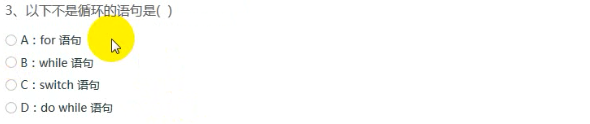 3、以下不是循环的语句是( )
A：for 语句
B：while 语句
C：switch 语句
D：do while 语句